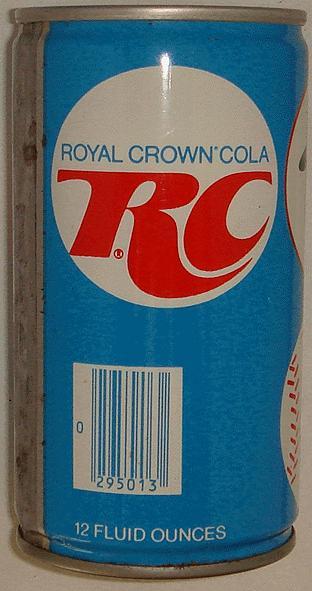 ROYAL CROWN® COLA
RC®
0
295013
12 FLUID OUNCES